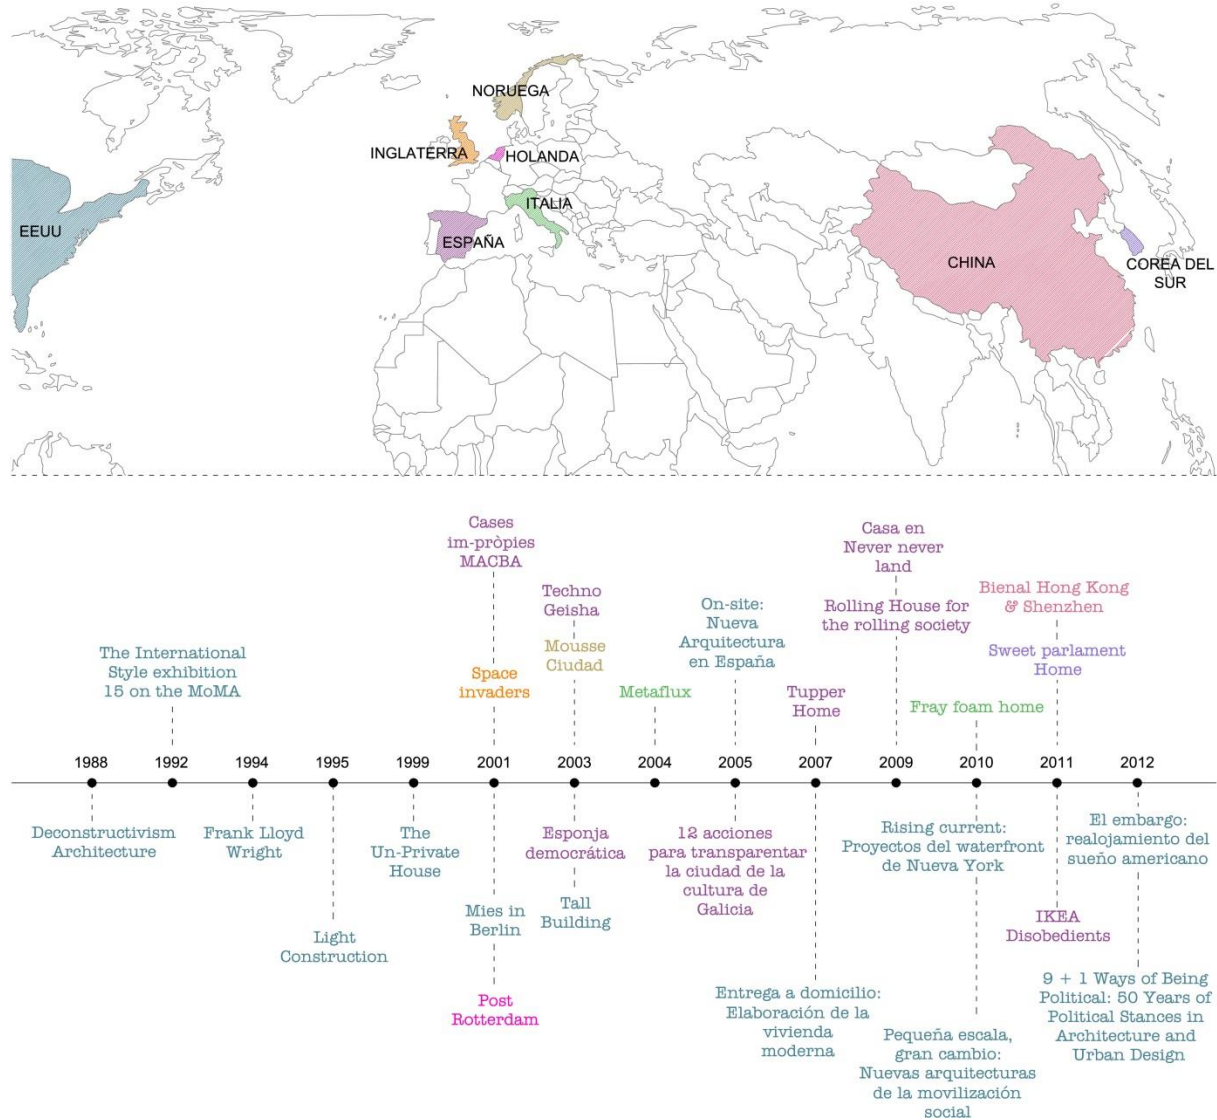 NORUEGA
INGLATERRA
HOLANDA
ITALIA
EEUU
ESPAÑA
CHINA
COREA DEL
SUR
Cases
im-pròpies
MACBA
Casa en
Never never
land
Techno
Geisha
On-site:
Nueva
Arquitectura
en España
Rolling House for
the rolling society
Bienal Hong Kong
& Shenzhen
The International
Style exhibition
15 on the MoMA
Mousse
Ciudad
Space
invaders
Sweet parlament
Home
Metaflux
Tupper
Home
Fray foam home
1988
1992
1994
1995
1999
2001
2003
2004
2005
2007
2009
2010
2011
2012
Deconstructivism
Architecture
Frank Lloyd
Wright
The
Un-Private
House
Esponja
democrática
12 acciones
para transparentar
la ciudad de la
cultura de
Galicia
Rising current:
Proyectos del waterfront
de Nueva York
El embargo:
realojamiento del
sueño americano
Light
Construction
Mies in
Berlin
Tall
Building
IKEA
Disobedients
Post
Rotterdam
Entrega a domicilio:
Elaboración de la
vivienda
moderna
Pequeña escala,
gran cambio:
Nuevas arquitecturas
de la movilización
social
9 + 1 Ways of Being
Political: 50 Years of
Political Stances in
Architecture and
Urban Design